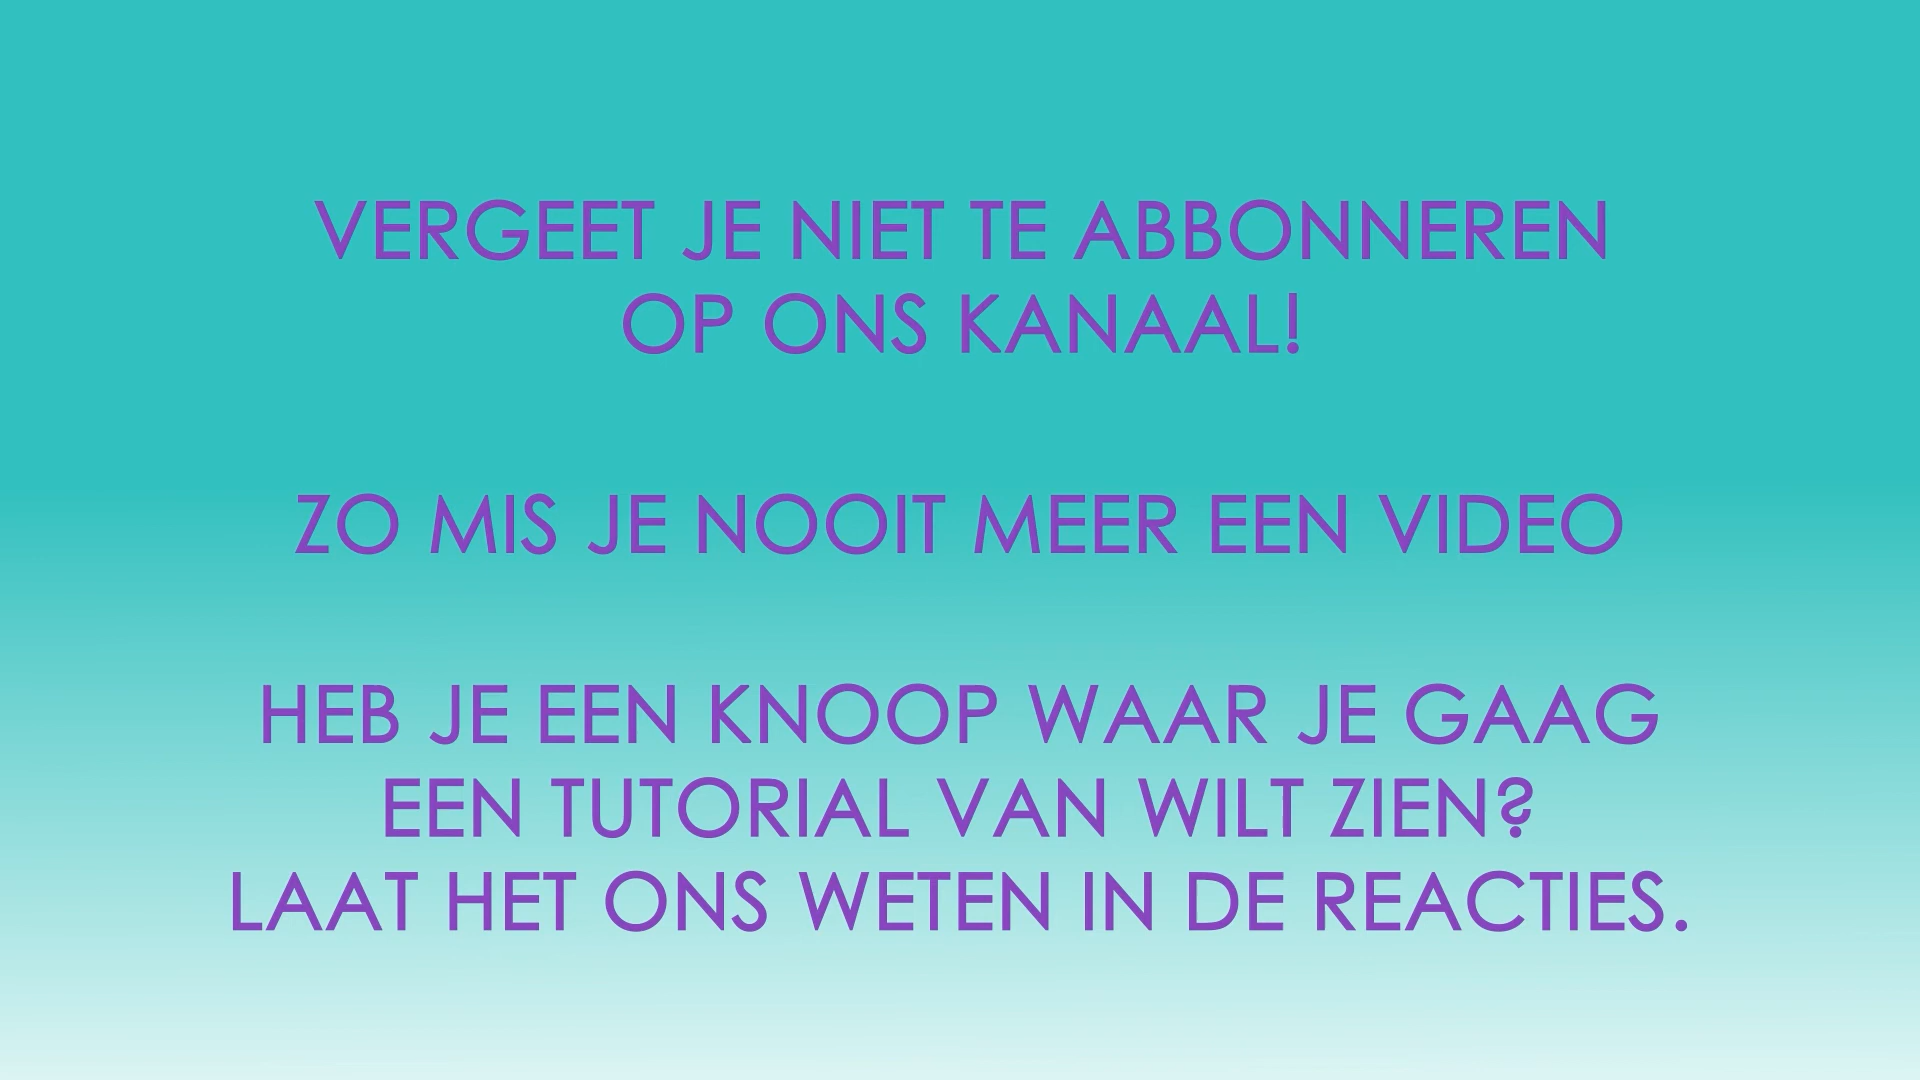 VERGEET JE NIET TE ABBONNEREN
OP ONS KANAAL!
ZO MIS JE NOOIT MEER EEN VIDEO
HEB JE EEN KNOOP WAAR JE GAAG
EEN TUTORIAL VAN WILT ZIEN?
LAAT HET ONS WETEN IN DE REACTIES.